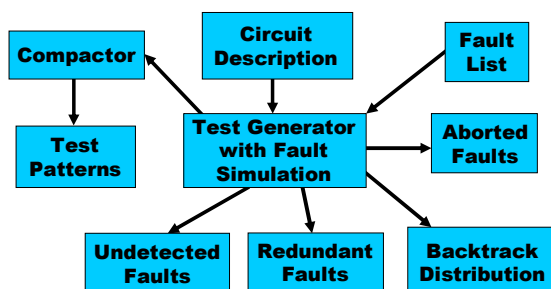 Compactor
Circuit
Description
Fault
List
Test
Patterns
Test Generator
with Fault
Simulation
Aborted
Faults
Undetected
Faults
Redundant
Faults
Backtrack
Distribution